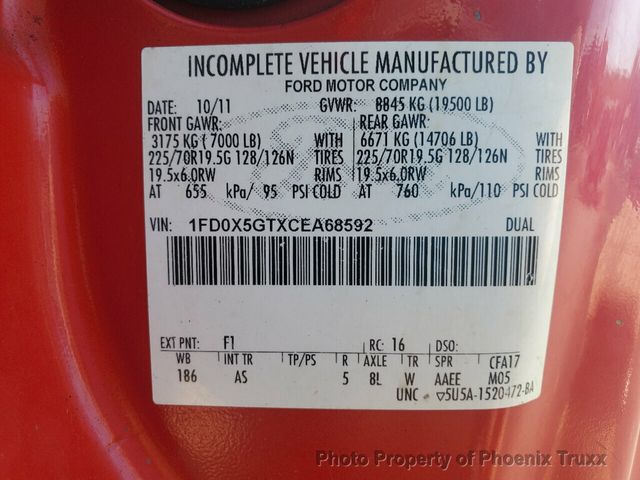 INCOMPLETE VEHICLE MANUFACTURED BY
FORD MOTOR COMPANY
DATE: 10/11 GVWR: 8845 KG (19500 LB)
FRONT GAWR: REAR GAWR:
3175 KG ( 7000 LB) WITH 6671 KG (14706 LB) WITH
225/70R19.5G 128/126N TIRES 225/70R19.5G 128/126N TIRES
19.5x6.0RW RIMS 19.5x6.0RW RIMS
AT 655 kPa/ 95 PSI COLD AT 760 kPa/110 PSI COLD
VIN: 1FD0X5GTXCEA68592 DUAL
EXT PNT: F1 RC: 16 DSO:
WB INT TR TP/PS R AXLE TR SPR CFA17
186 AS 5 8L W AAEE M05
UNC ▽5U5A-1520472-BA
Photo Property of Phoenix Truxx